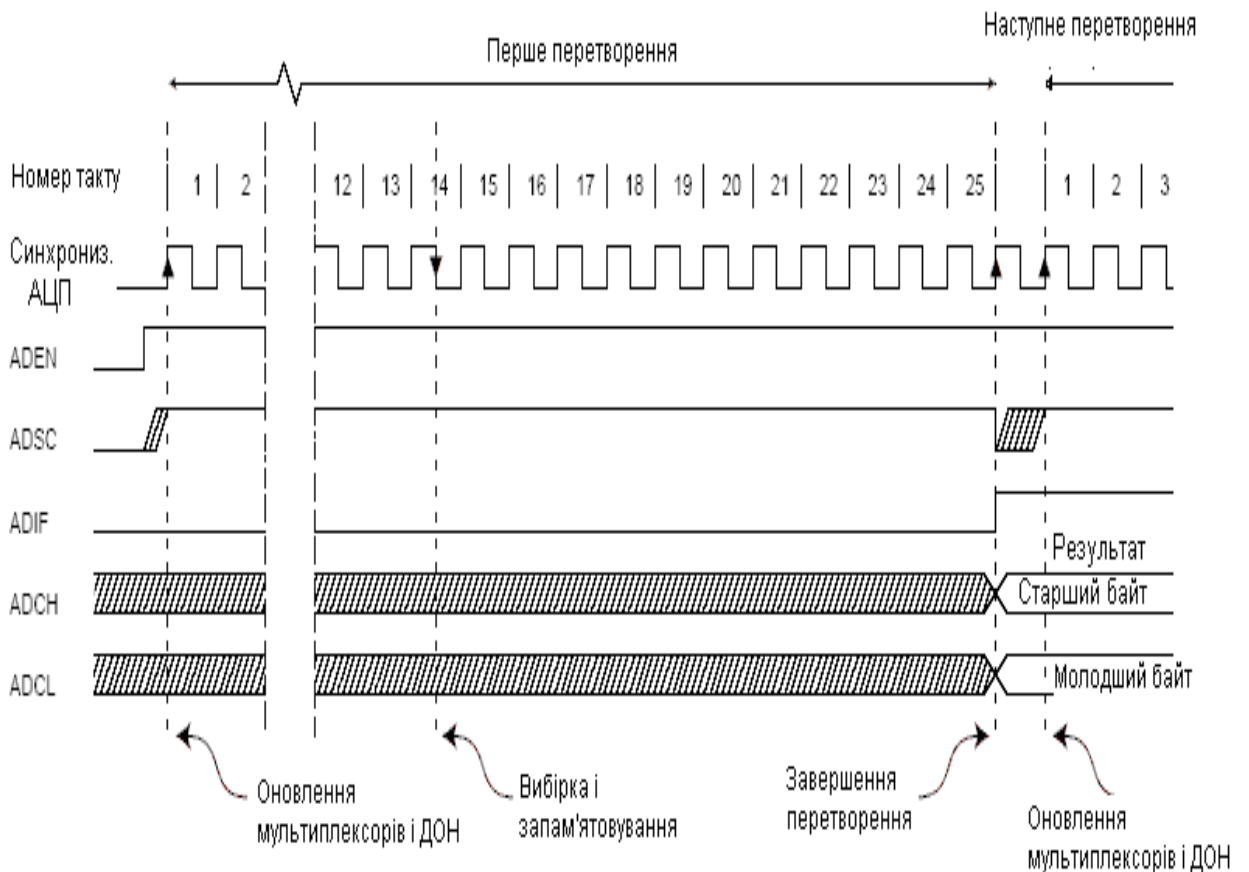 Наступне перетворення
Перше перетворення
Номер такту 1 2 12 13 14 15 16 17 18 19 20 21 22 23 24 25 1 2 3
Синхрониз.
АЦП
ADEN
ADSC
ADIF
Результат
ADCH Старший байт
ADCL Молодший байт
Оновлення
мультиплексорів і ДОН
Вибірка і
запам'ятовування
Завершення
перетворення
Оновлення
мультиплексорів і ДОН